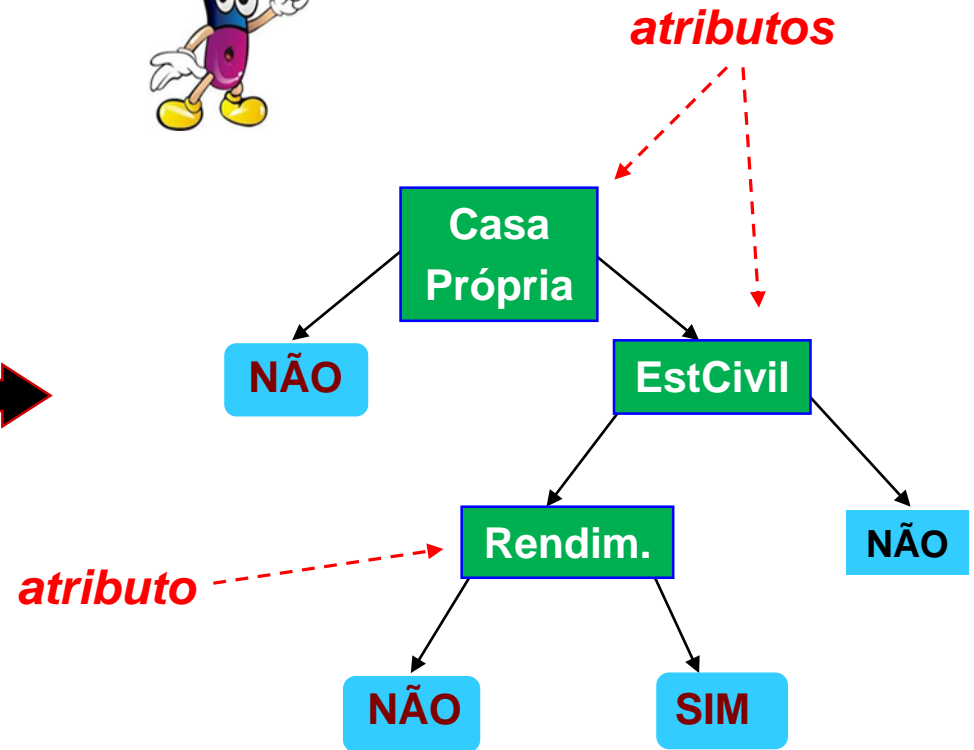 atributos
Casa
Própria
NÃO
EstCivil
Rendim.
NÃO
atributo
NÃO
SIM